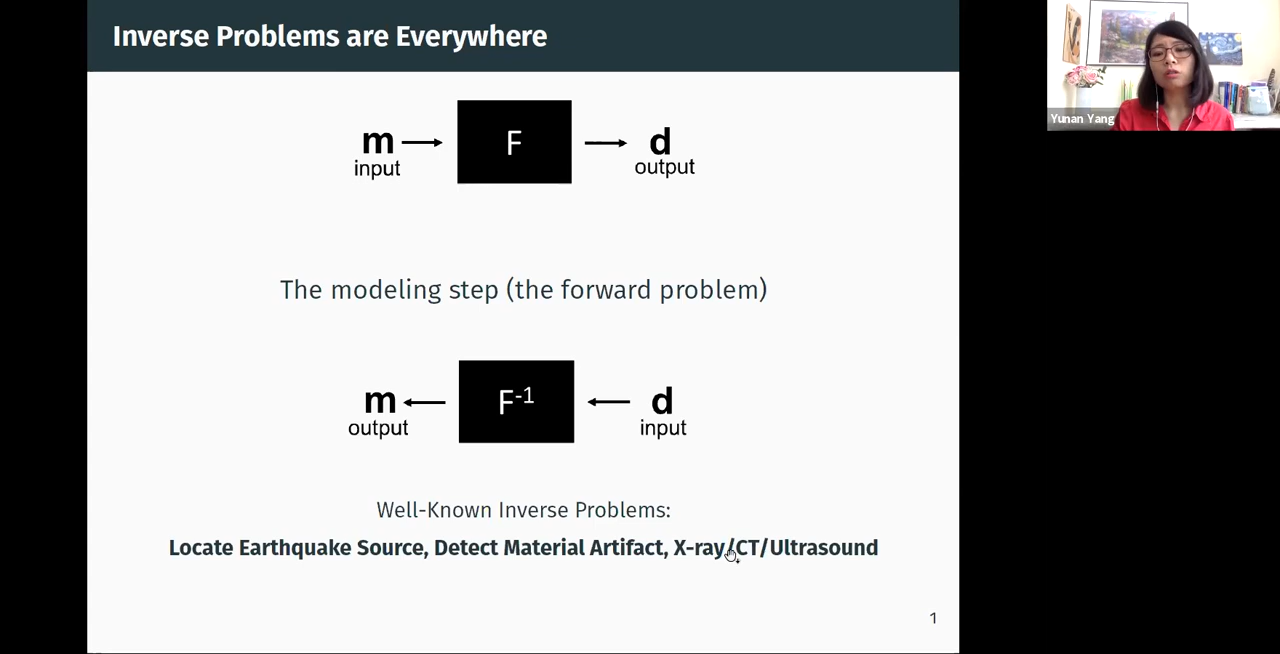 Inverse Problems are Everywhere
m F d
input output
The modeling step (the forward problem)
m F-1 d
output input
Well-Known Inverse Problems:
Locate Earthquake Source, Detect Material Artifact, X-ray/CT/Ultrasound
1
Yunan Yang